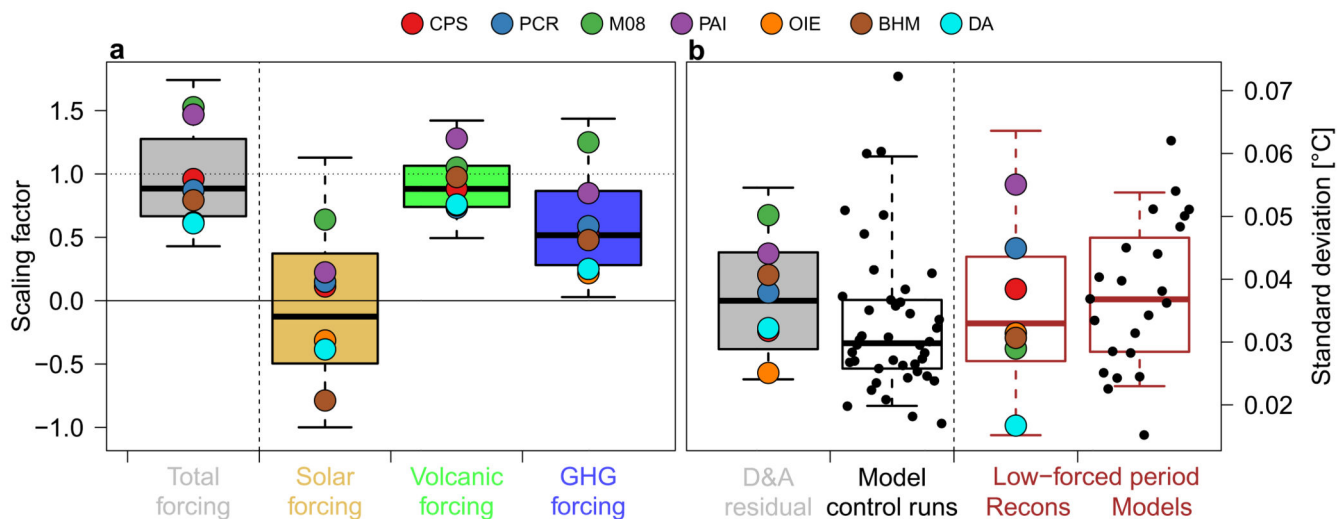 CPS PCR M08 PAI OIE BHM DA
a
b
Scaling factor
1.5
1.0
0.5
0.0
−0.5
−1.0
Total
forcing
Solar
forcing
Volcanic
forcing
GHG
forcing
0.07
0.06
0.05
0.04
0.03
0.02
Standard deviation [°C]
D&A
residual
Model
control runs
Low−forced period
Recons Models